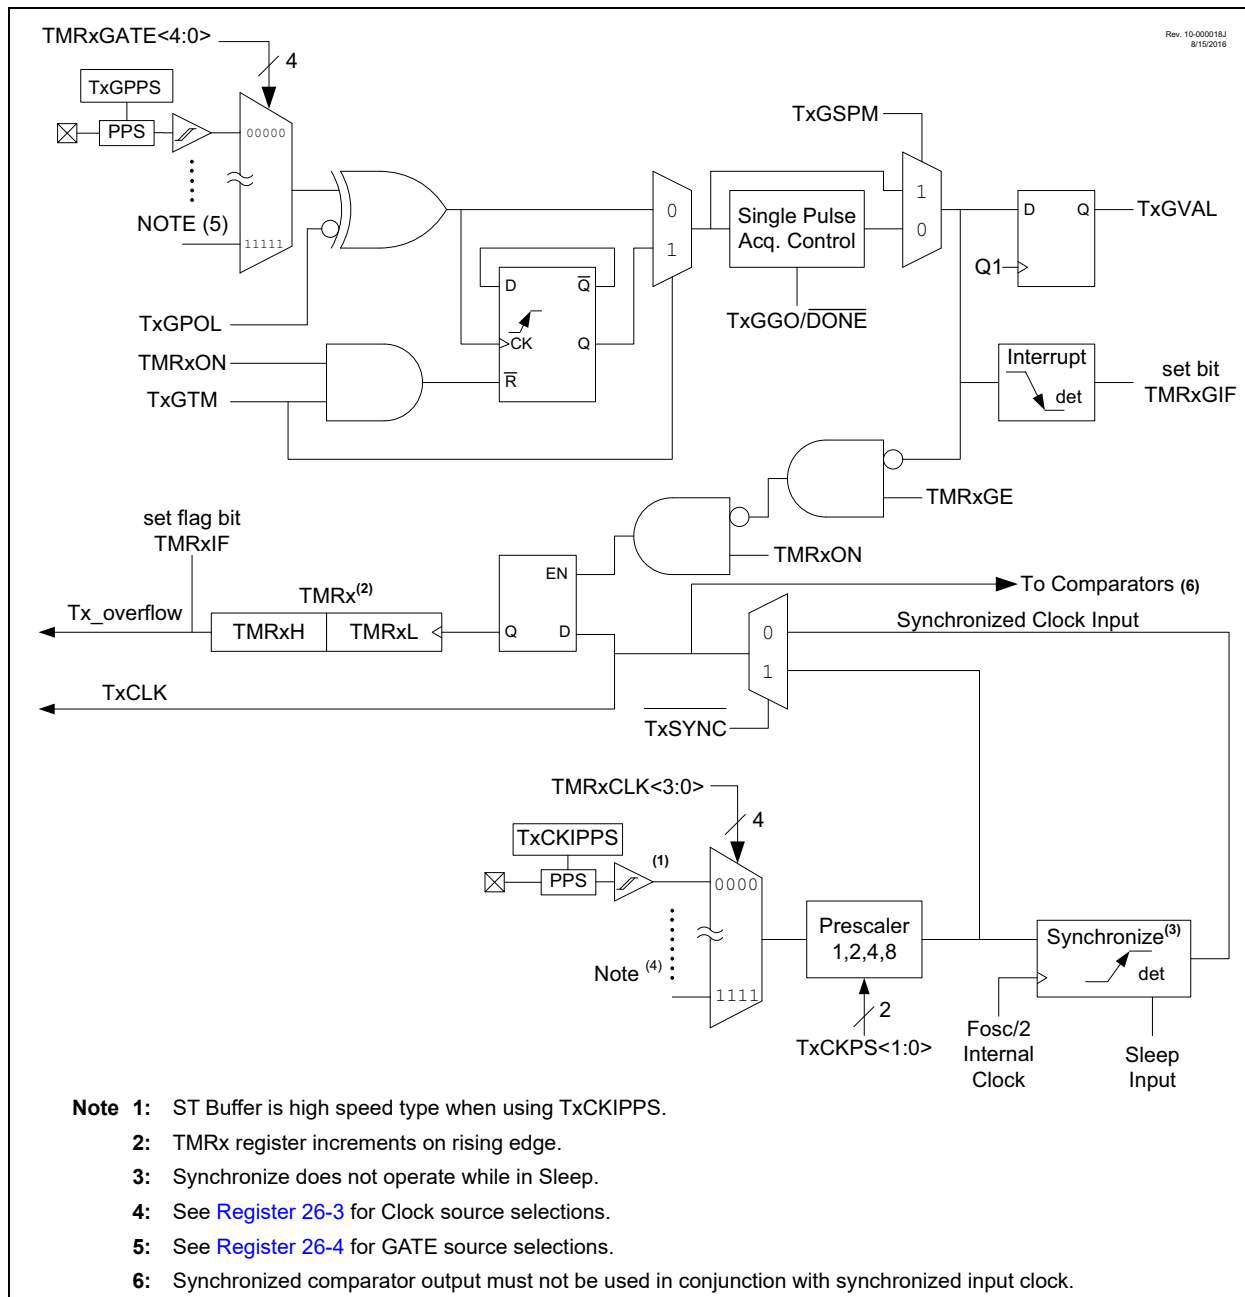 Rev. 10-000018J
8/15/2016
TMRxGATE<4:0>
4
TxGPPS
PPS
00000
NOTE (5)
11111
TxGPOL
TMRxON
TxGTM
D
Q
CK
Q
R
0
1
Single Pulse
Acq. Control
TxGGO/DONE
TxGSPM
1
0
D
Q
Q1
TxGVAL
Interrupt
det
set bit
TMRxGIF
TMRxGE
TMRxON
set flag bit
TMRxIF
Tx_overflow
TMRx(2)
TMRxH
TMRxL
EN
Q
D
TxCLK
To Comparators (6)
0
1
Synchronized Clock Input
TxSYNC
TMRxCLK<3:0>
4
TxCKIPPS
PPS
(1)
0000
Note (4)
1111
Prescaler
1,2,4,8
2
TxCKPS<1:0>
Synchronize(3)
det
Fosc/2
Internal
Clock
Sleep
Input
Note 1: ST Buffer is high speed type when using TxCKIPPS.
2: TMRx register increments on rising edge.
3: Synchronize does not operate while in Sleep.
4: See Register 26-3 for Clock source selections.
5: See Register 26-4 for GATE source selections.
6: Synchronized comparator output must not be used in conjunction with synchronized input clock.